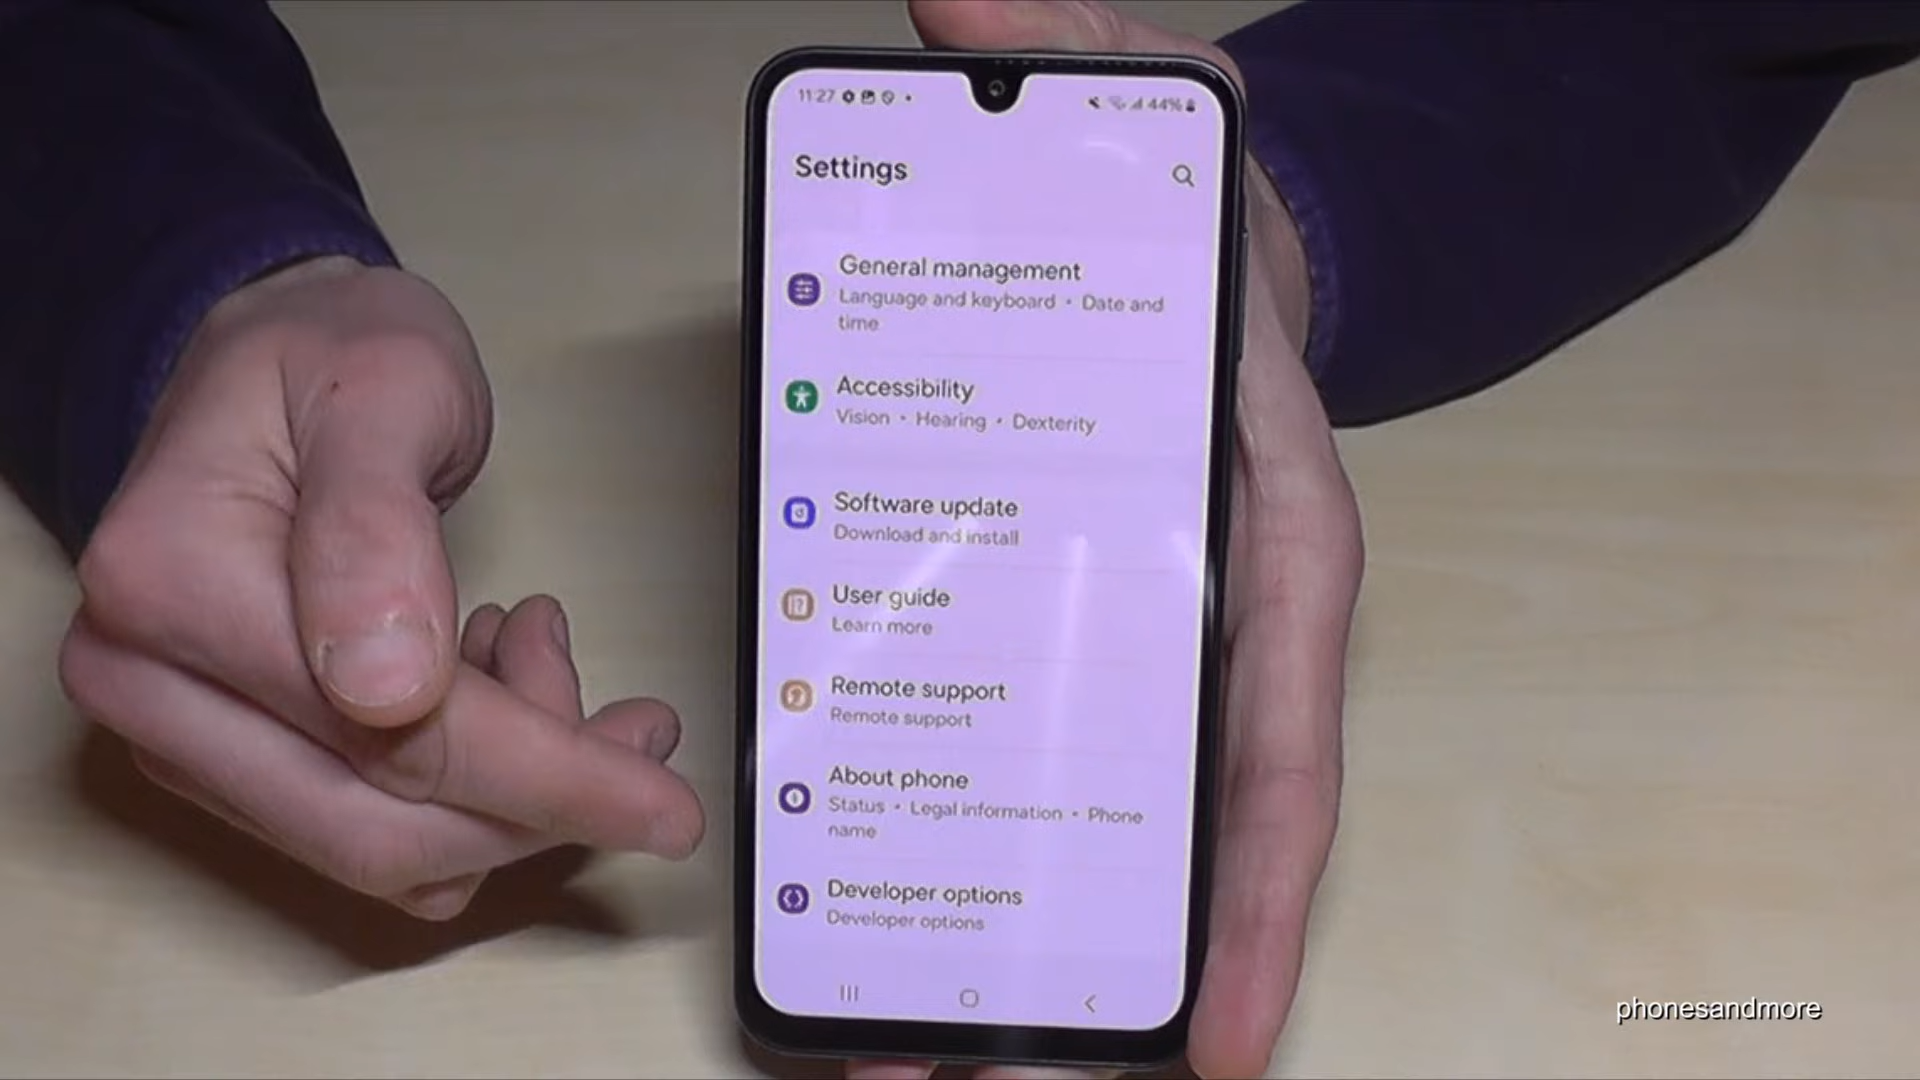 11:27
44%
Settings
General management
Language and keyboard • Date and
time
Accessibility
Vision • Hearing • Dexterity
Software update
Download and install
User guide
Learn more
Remote support
Remote support
About phone
Status • Legal information • Phone
name
Developer options
Developer options
phonesandmore